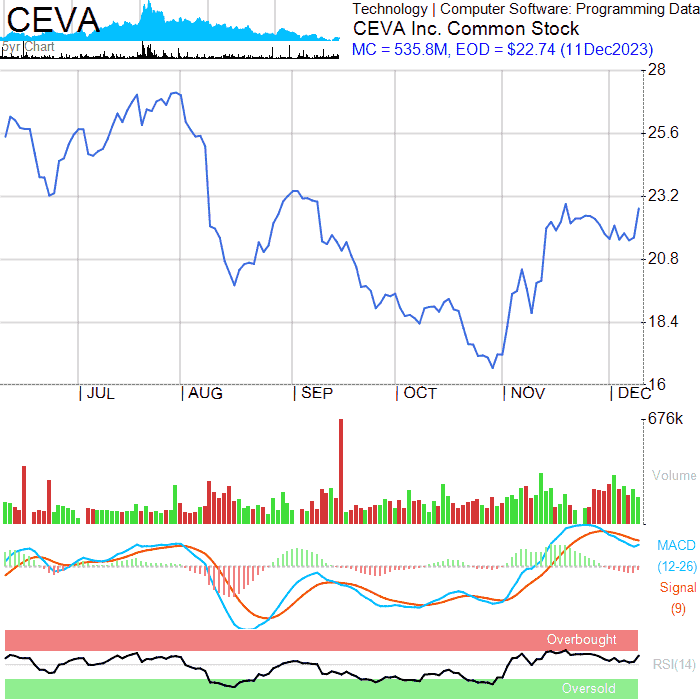 CEVA
5yr Chart
Technology | Computer Software: Programming Data
CEVA Inc. Common Stock
MC = 535.8M, EOD = $22.74 (11Dec2023)
28
25.6
23.2
20.8
18.4
16
JUL AUG SEP OCT NOV DEC
676k
Volume
MACD
(12-26)
Signal
(9)
Overbought
RSI(14)
Oversold